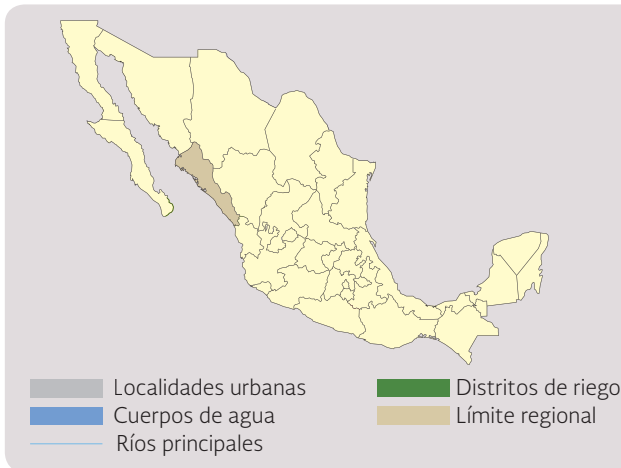 Localidades urbanas
Distritos de riego
Cuerpos de agua
Límite regional
Ríos principales